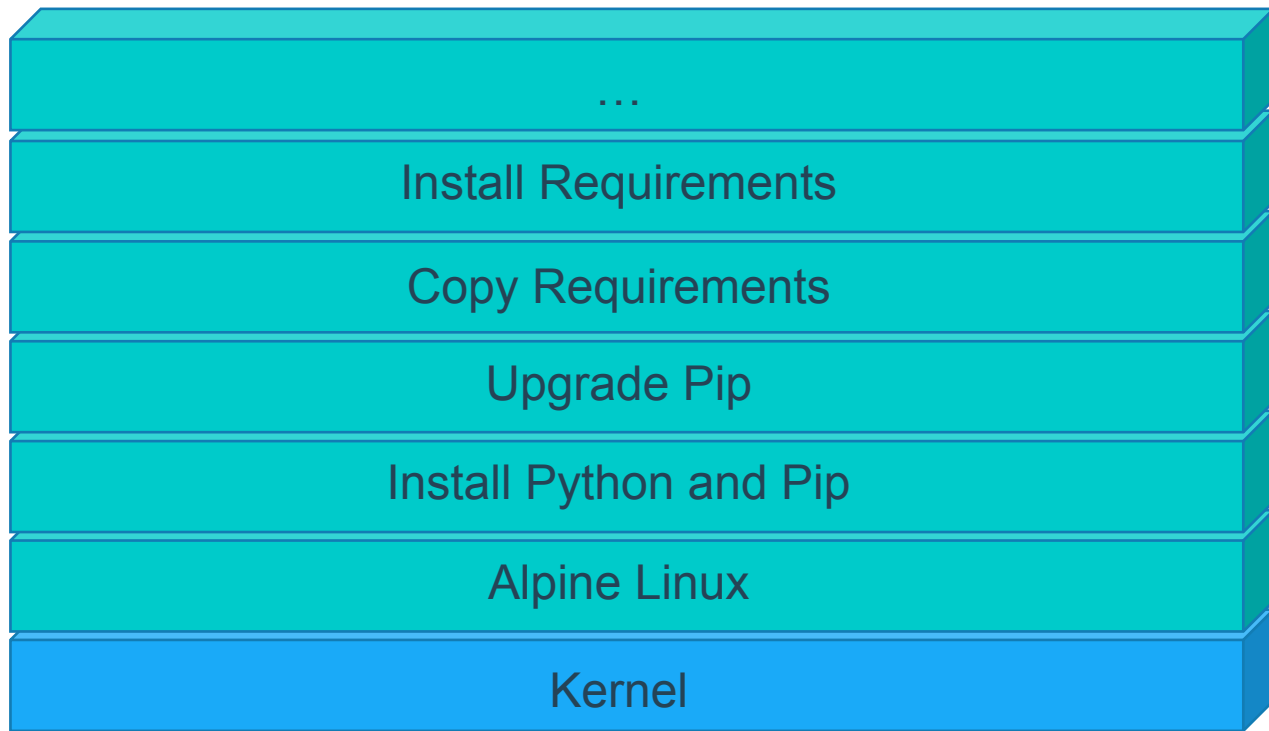 …
Install Requirements
Copy Requirements
Upgrade Pip
Install Python and Pip
Alpine Linux
Kernel